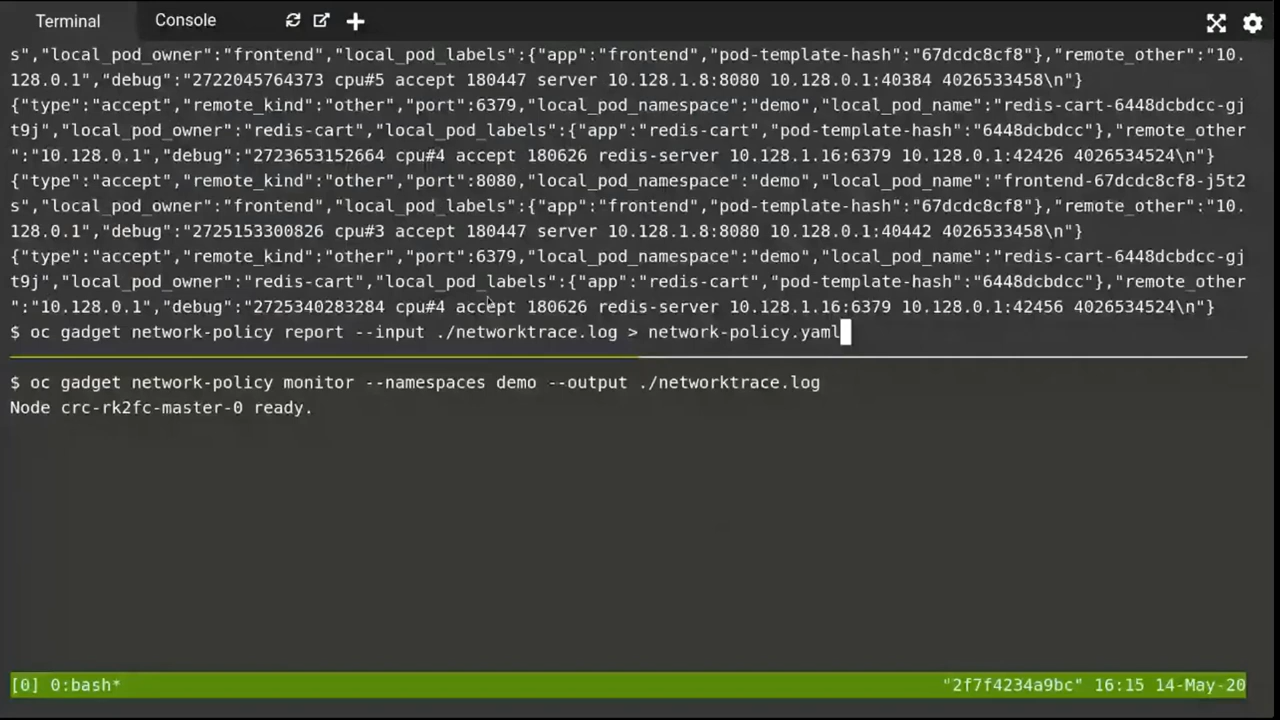 Terminal Console
s","local_pod_owner":"frontend","local_pod_labels":{"app":"frontend","pod-template-hash":"67dcdc8cf8"},"remote_other":"10.
128.0.1","debug":"2722045764373 cpu#5 accept 180447 server 10.128.1.8:8080 10.128.0.1:40384 4026533458\n"}
{"type":"accept","remote_kind":"other","port":6379,"local_pod_namespace":"demo","local_pod_name":"redis-cart-6448dcbdcc-gj
t9j","local_pod_owner":"redis-cart","local_pod_labels":{"app":"redis-cart","pod-template-hash":"6448dcbdcc"},"remote_other
":"10.128.0.1","debug":"2723653152664 cpu#4 accept 180626 redis-server 10.128.1.16:6379 10.128.0.1:42426 4026534524\n"}
{"type":"accept","remote_kind":"other","port":8080,"local_pod_namespace":"demo","local_pod_name":"frontend-67dcdc8cf8-j5t2
s","local_pod_owner":"frontend","local_pod_labels":{"app":"frontend","pod-template-hash":"67dcdc8cf8"},"remote_other":"10.
128.0.1","debug":"2725153300826 cpu#3 accept 180447 server 10.128.1.8:8080 10.128.0.1:40442 4026533458\n"}
{"type":"accept","remote_kind":"other","port":6379,"local_pod_namespace":"demo","local_pod_name":"redis-cart-6448dcbdcc-gj
t9j","local_pod_owner":"redis-cart","local_pod_labels":{"app":"redis-cart","pod-template-hash":"6448dcbdcc"},"remote_other
":"10.128.0.1","debug":"2725340283284 cpu#4 accept 180626 redis-server 10.128.1.16:6379 10.128.0.1:42456 4026534524\n"}
$ oc gadget network-policy report --input ./networktrace.log > network-policy.yaml
$ oc gadget network-policy monitor --namespaces demo --output ./networktrace.log
Node crc-rk2fc-master-0 ready.
[0] 0:bash* "2f7f4234a9bc" 16:15 14-May-20